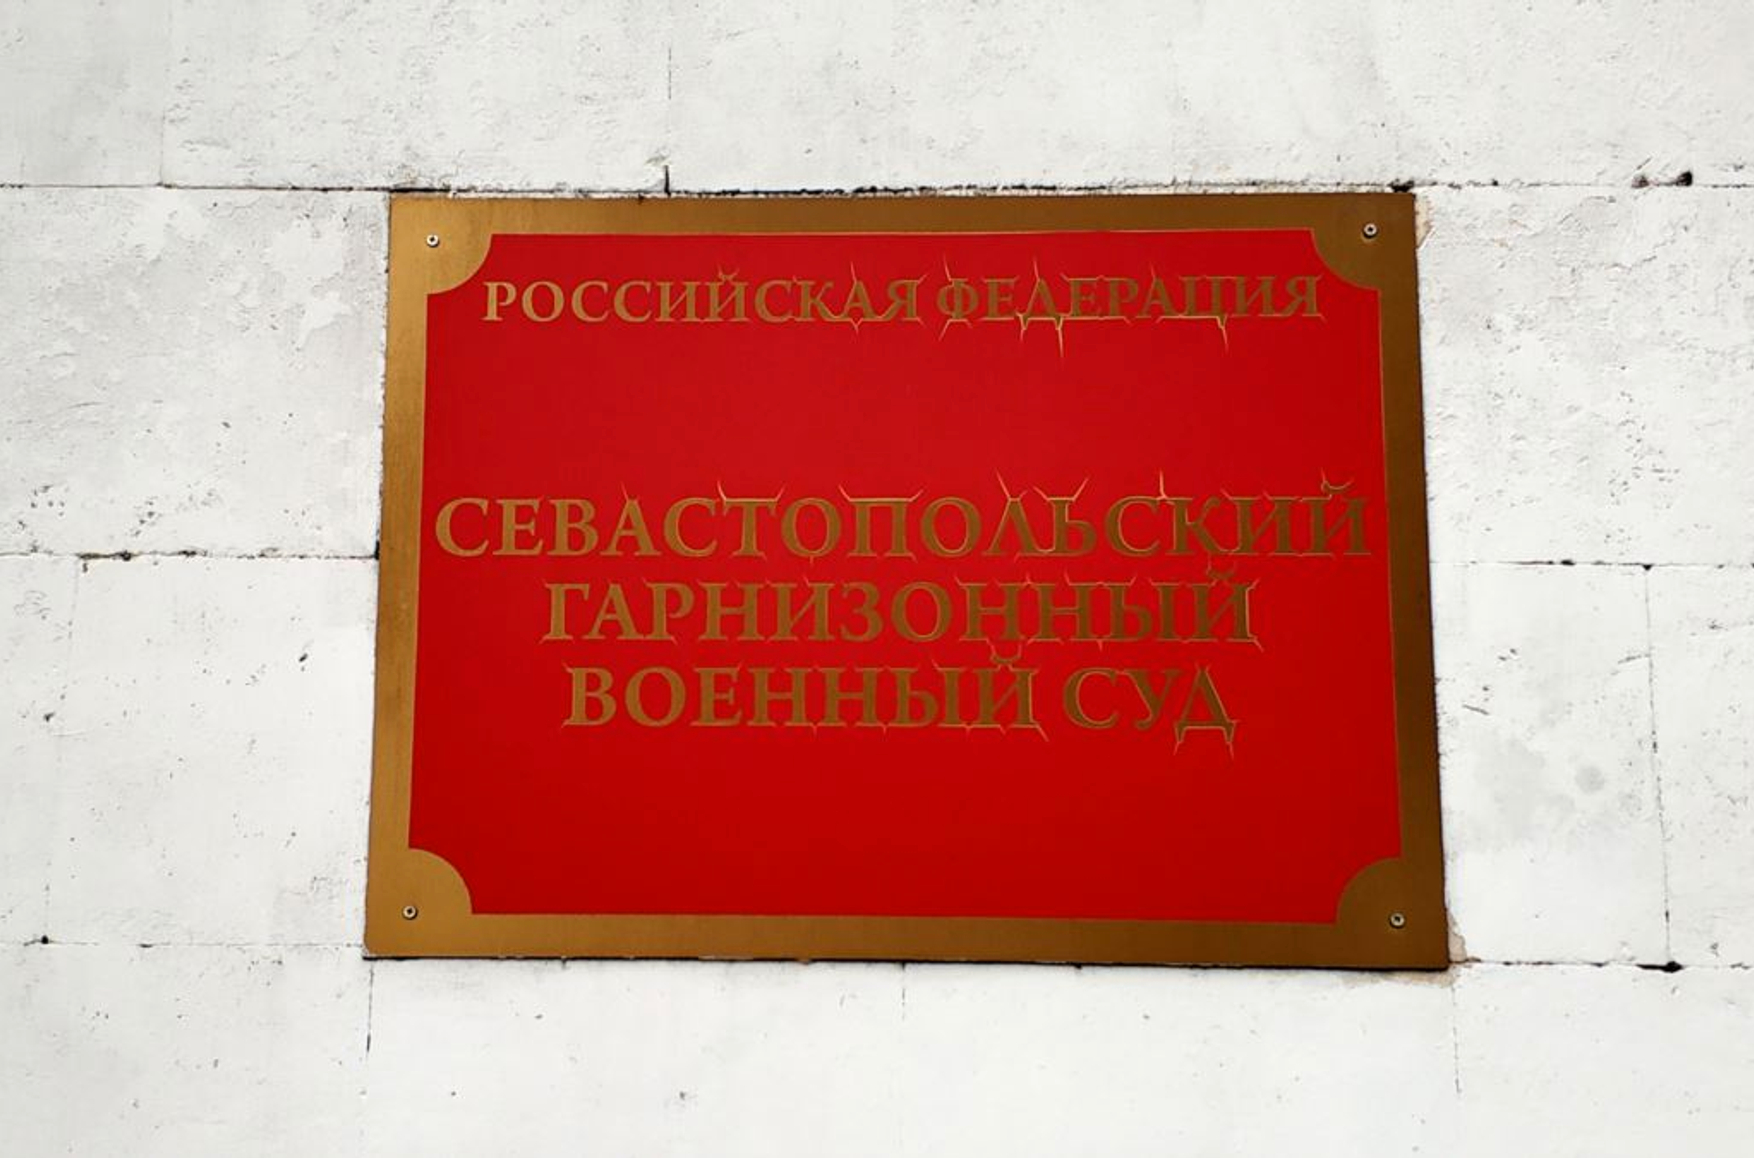 РОССИЙСКАЯ ФЕДЕРАЦИЯ
СЕВАСТОПОЛЬСКИЙ
ГАРНИЗОННЫЙ
ВОЕННЫЙ СУД